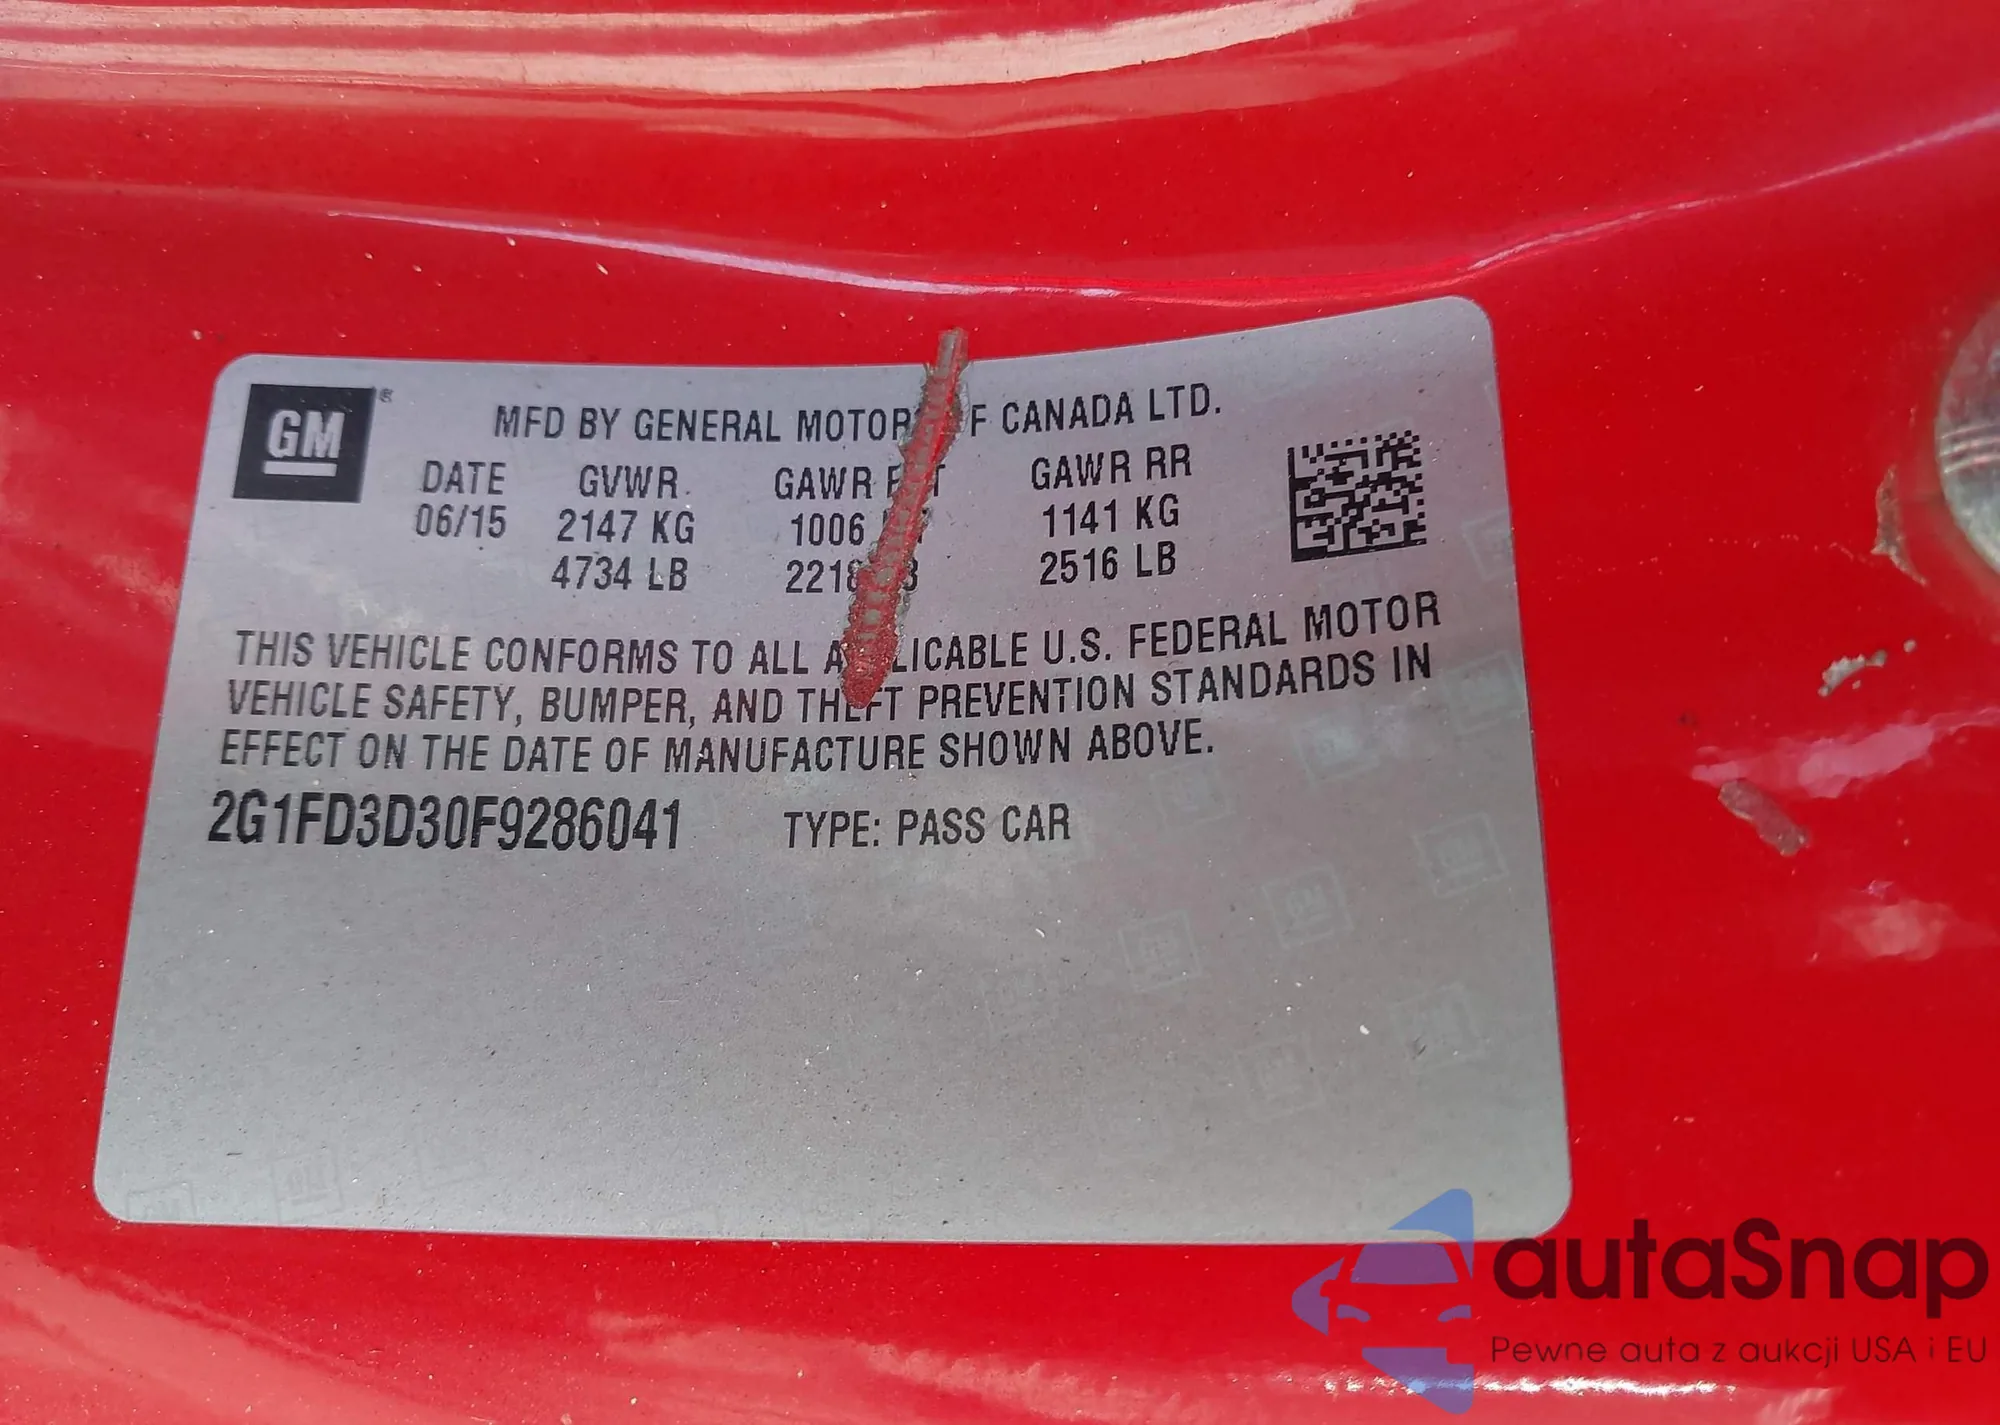 GM ®
MFD BY GENERAL MOTOR F CANADA LTD.
DATE GVWR GAWR GAWR RR
06/15 2147 KG 1006 1141 KG
4734 LB 2516 LB
THIS VEHICLE CONFORMS TO ALL A LICABLE U.S. FEDERAL MOTOR
VEHICLE SAFETY, BUMPER, AND THEFT PREVENTION STANDARDS IN
EFFECT ON THE DATE OF MANUFACTURE SHOWN ABOVE.
2G1FD3D30F9286041 TYPE: PASS CAR
autaSnap
Pewne auta z aukcji USA i EU